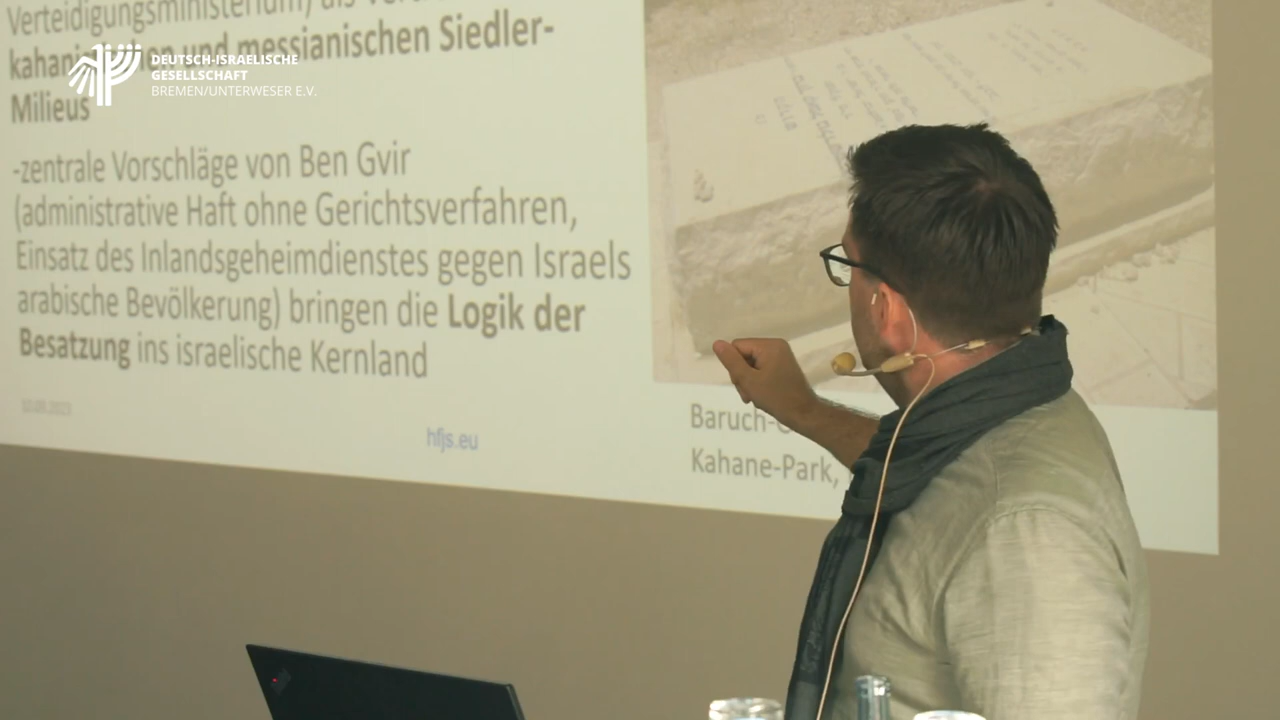 Verteidigungsministerium) als
und messianischen Siedler-
Milieus
-zentrale Vorschläge von Ben Gvir
(administrative Haft ohne Gerichtsverfahren,
Einsatz des Inlandsgeheimdienstes gegen Israels
arabische Bevölkerung) bringen die Logik der
Besatzung ins israelische Kernland
hfjs.eu
Kahane-Park,
DEUTSCH-ISRAELISCHE
GESELLSCHAFT
BREMEN/UNTERWESER E.V.